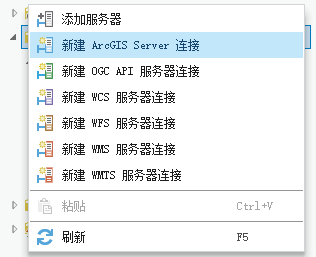 添加服务器
新建 ArcGIS Server 连接
新建 OGC API 服务器连接
新建 WCS 服务器连接
新建 WFS 服务器连接
新建 WMS 服务器连接
新建 WMTS 服务器连接
粘贴 Ctrl+V
刷新 F5